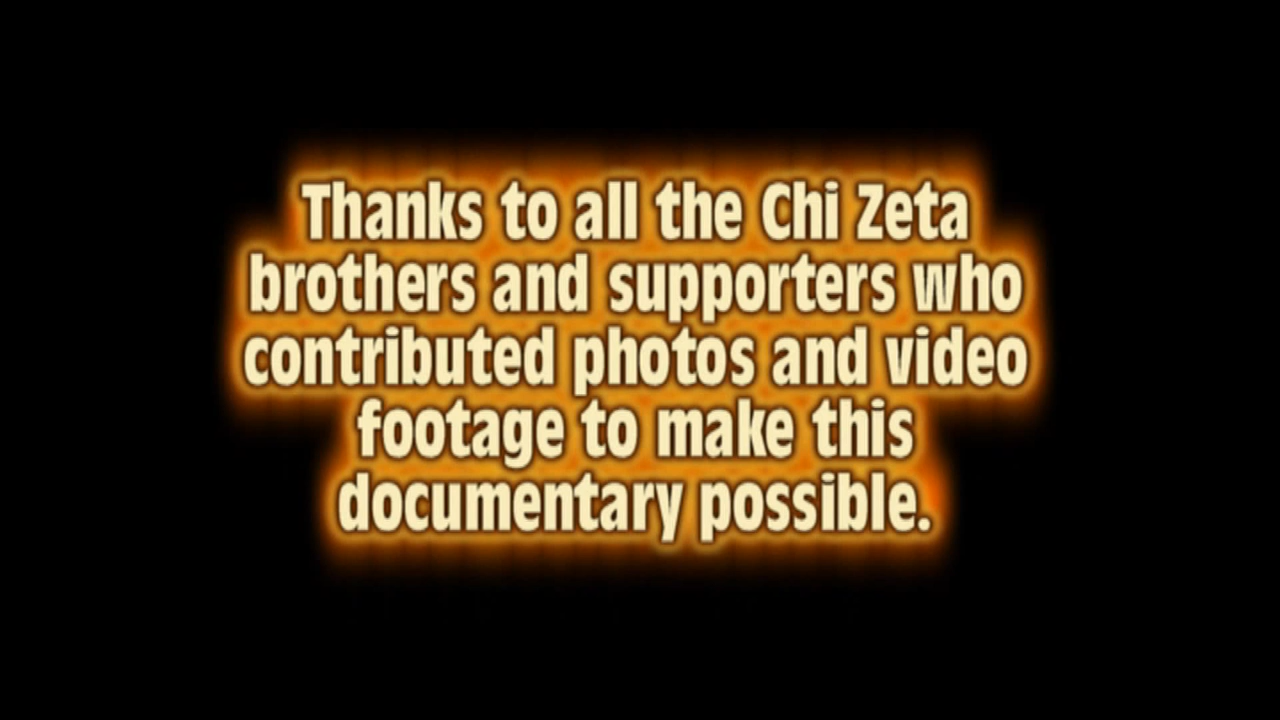 Thanks to all the Chi Zeta
brothers and supporters who
contributed photos and video
footage to make this
documentary possible.